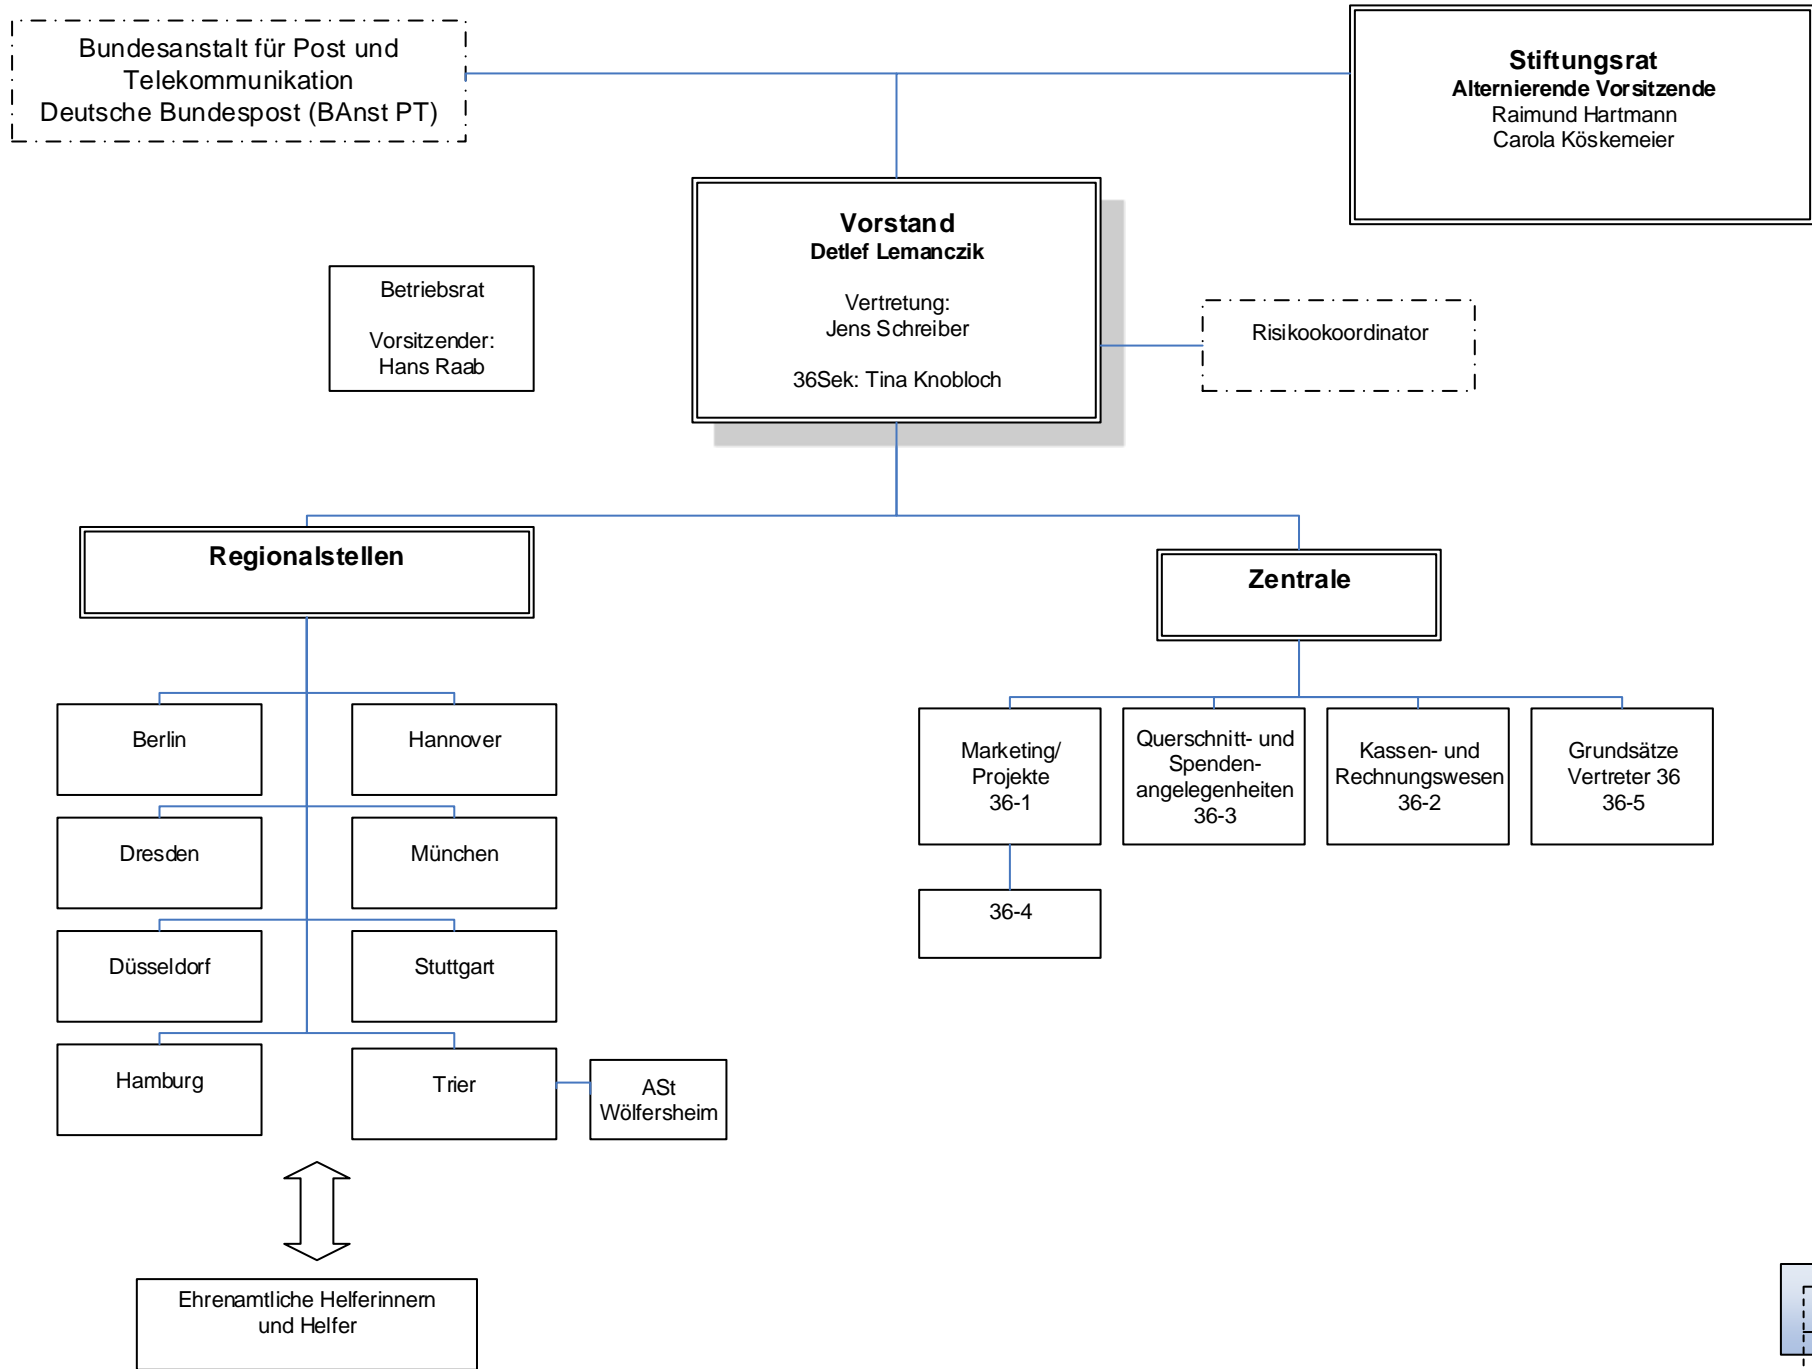 Bundesanstalt für Post und
Telekommunikation
Deutsche Bundespost (BAnst PT)
Stiftungsrat
Alternierende Vorsitzende
Raimund Hartmann
Carola Köskemeier
Vorstand
Detlef Lemanczik
Vertretung:
Jens Schreiber
36Sek: Tina Knobloch
Betriebsrat
Vorsitzender:
Hans Raab
Risikookoordinator
Regionalstellen
Zentrale
Berlin
Hannover
Dresden
München
Düsseldorf
Stuttgart
Hamburg
Trier
ASt
Wölfersheim
Marketing/
Projekte
36-1
Querschnitt- und
Spenden-
angelegenheiten
36-3
Kassen- und
Rechnungswesen
36-2
Grundsätze
Vertreter 36
36-5
36-4
Ehrenamtliche Helferinnern
und Helfer